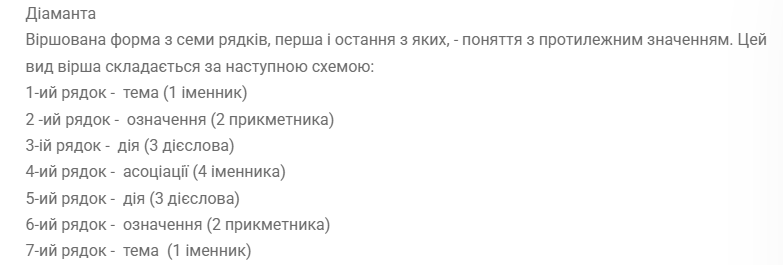 Діаманта
Віршована форма з семи рядків, перша і остання з яких, - поняття з протилежним значенням. Цей
вид вірша складається за наступною схемою:
1-ий рядок -  тема (1 іменник)
2 -ий рядок -  означення (2 прикметника)
3-ій рядок -  дія (3 дієслова)
4-ий рядок -  асоціації (4 іменника)
5-ий рядок -  дія (3 дієслова)
6-ий рядок -  означення (2 прикметника)
7-ий рядок -  тема  (1 іменник)